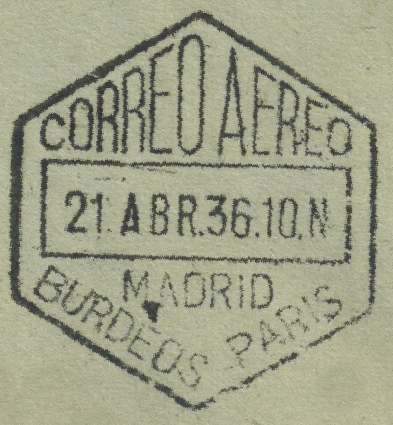 CORREO AEREO
21.ABR.36.10.N
MADRID
BURDEOS-PARIS